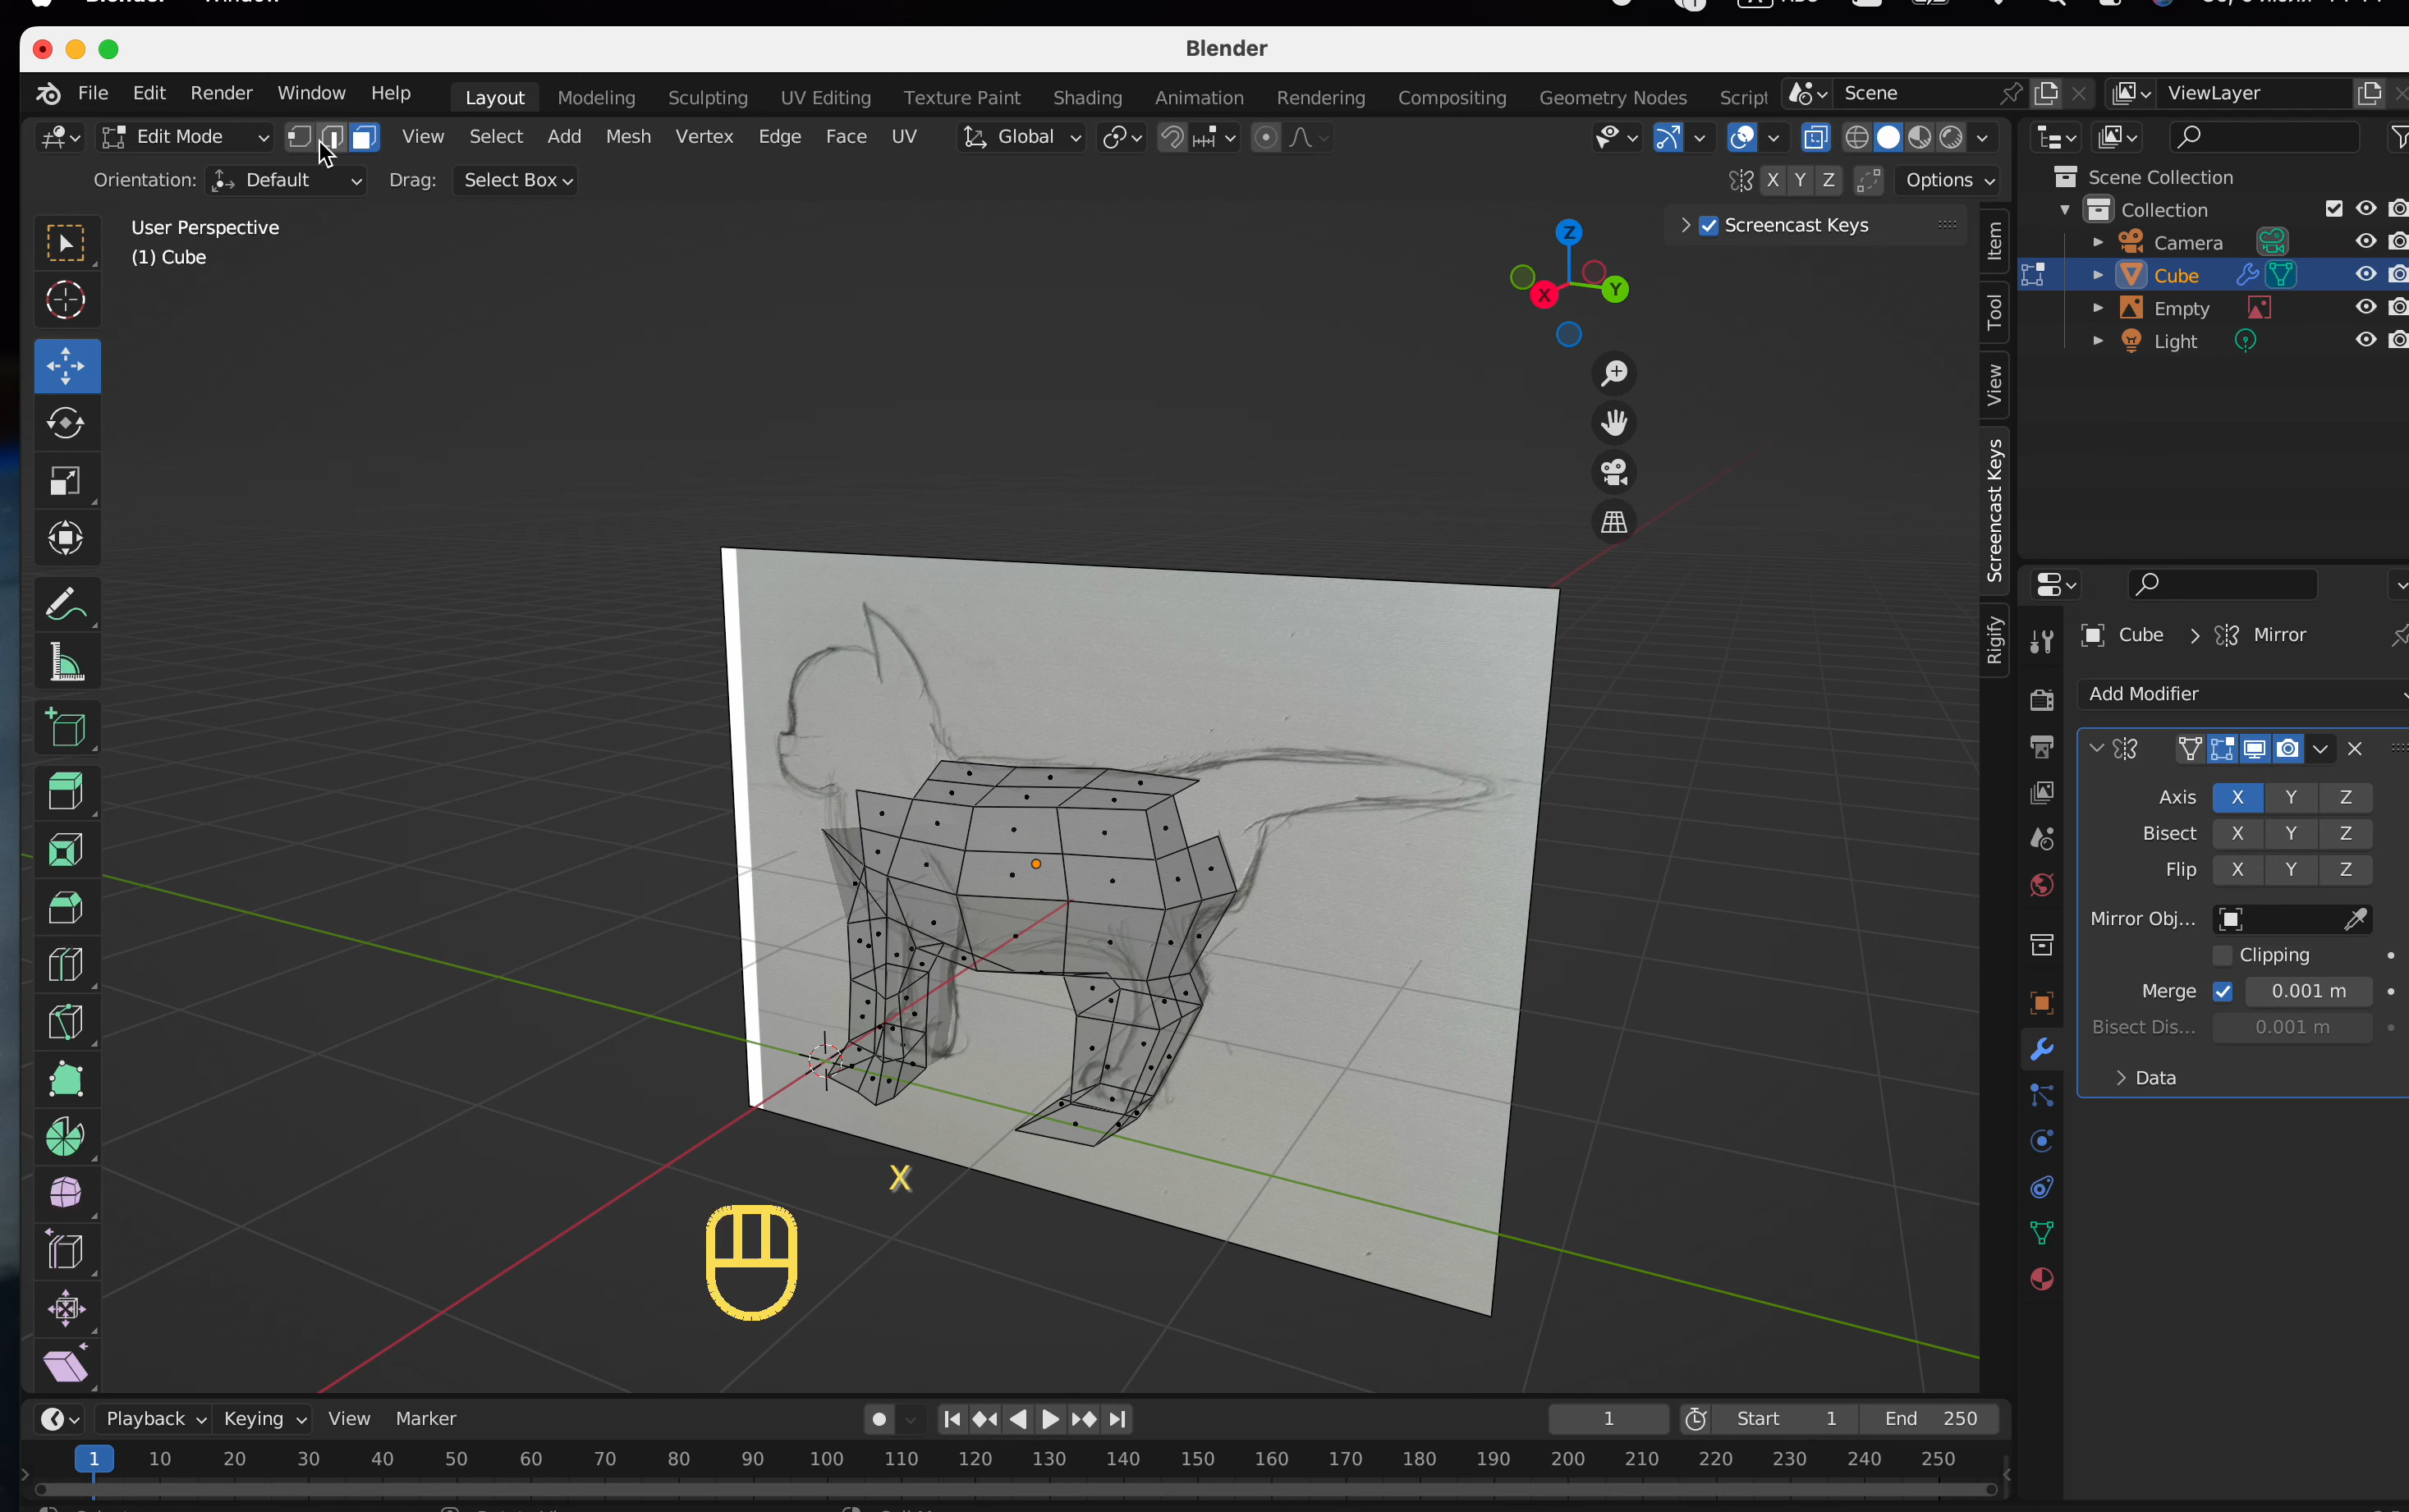 Blender
File Edit Render Window Help Layout Modeling Sculpting UV Editing Texture Paint Shading Animation Rendering Compositing Geometry Nodes Script Scene ViewLayer
Edit Mode View Select Add Mesh Vertex Edge Face UV Global
Orientation: Default Drag: Select Box X Y Z Options
User Perspective
(1) Cube
Screencast Keys
Z
Y
X
Item
Tool
View
Screencast Keys
Rigify
Scene Collection
Collection
Camera
Cube
Empty
Light
Cube > Mirror
Add Modifier
Axis X Y Z
Bisect X Y Z
Flip X Y Z
Mirror Obj...
Clipping
Merge 0.001 m
Bisect Dis... 0.001 m
Data
X
Playback Keying View Marker 1 Start 1 End 250
1 10 20 30 40 50 60 70 80 90 100 110 120 130 140 150 160 170 180 190 200 210 220 230 240 250